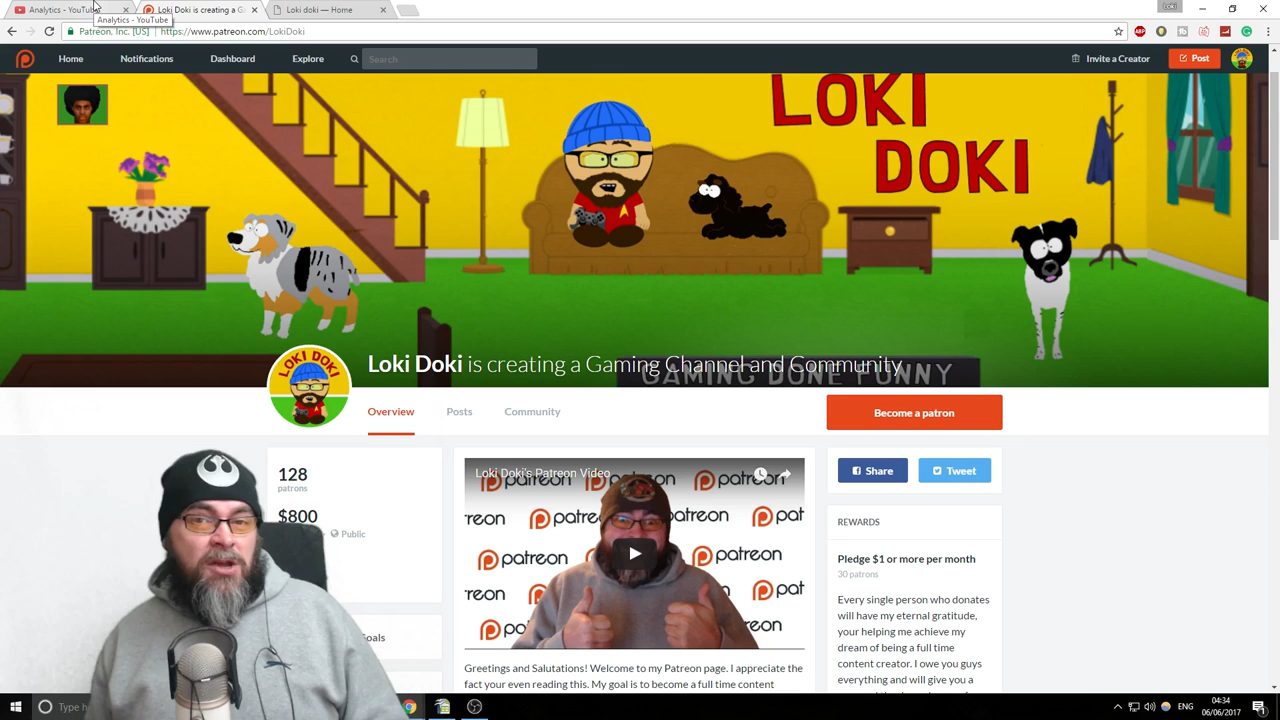 Analytics - YouTube
Loki Doki is creating a Ga
Loki doki — Home
Loki
Analytics - YouTube
Patreon, Inc. [US]
https://www.patreon.com/LokiDoki
ABP
Home
Notifications
Dashboard
Explore
Search
Invite a Creator
Post
LOKI
DOKI
Loki Doki is creating a Gaming Channel and Community
GAMING DONE FUNNY
LOKI DOKI
Overview
Posts
Community
Become a patron
128
patrons
$800
Public
Goals
Loki Doki's Patreon Video
Greetings and Salutations! Welcome to my Patreon page. I appreciate the
fact your even reading this. My goal is to become a full time content
Share
Tweet
REWARDS
Pledge $1 or more per month
30 patrons
Every single person who donates
will have my eternal gratitude,
your helping me achieve my
dream of being a full time
content creator. I owe you guys
everything and will give you a
Type h
ENG
04:34
06/06/2017